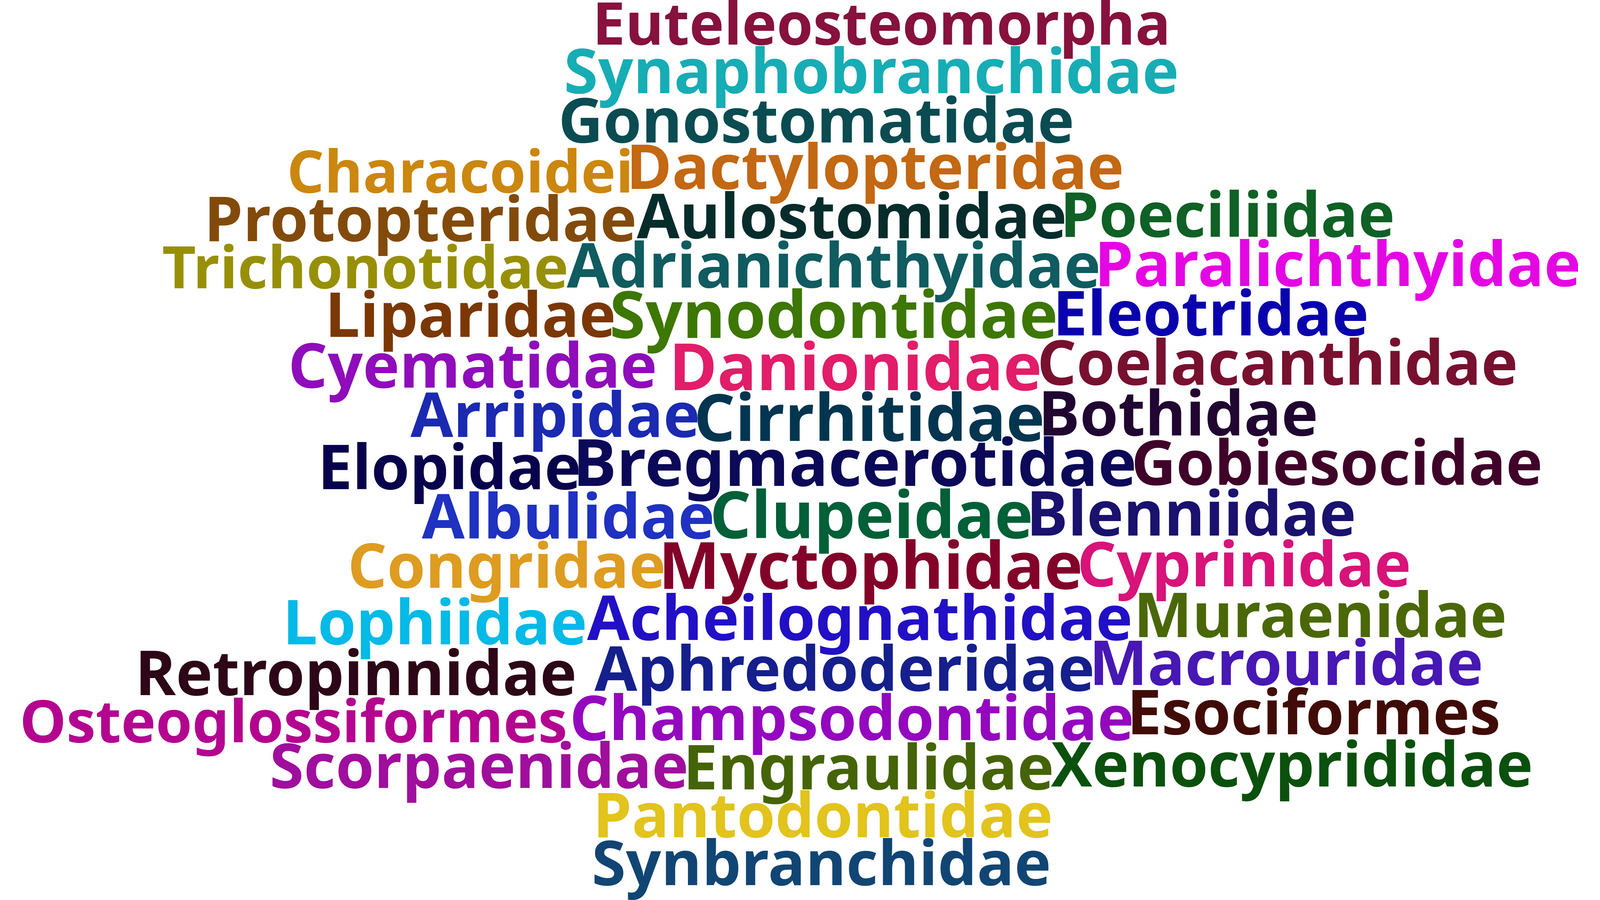 Euteleosteomorpha
Synaphobranchidae
Gonostomatidae
Characoidei Dactylopteridae
Protopteridae Aulostomidae Poeciliidae
Trichonotidae Adrianichthyidae Paralichthyidae
Liparidae Synodontidae Eleotridae
Cyematidae Danionidae Coelacanthidae
Arripidae Cirrhitidae Bothidae
Elopidae Bregmacerotidae Gobiesocidae
Albulidae Clupeidae Blenniidae
Congridae Myctophidae Cyprinidae
Lophiidae Acheilognathidae Muraenidae
Retropinnidae Aphredoderidae Macrouridae
Osteoglossiformes Champsodontidae Esociformes
Scorpaenidae Engraulidae Xenocyprididae
Pantodontidae
Synbranchidae